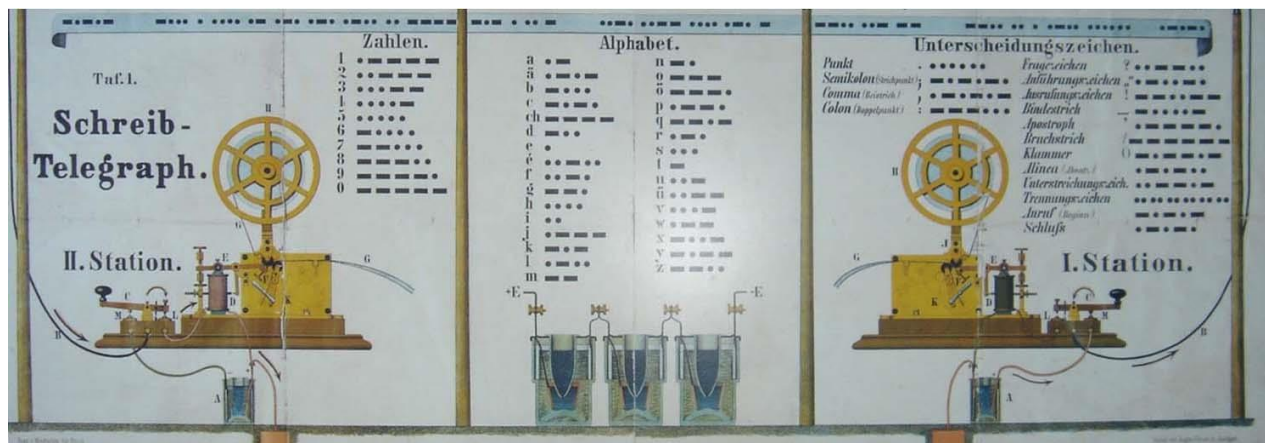 Taf. 1.
Schreib-
Telegraph.
II. Station.
Zahlen.
1
2
3
4
5
6
7
8
9
0
H
G
G
E
D
K
C
M
L
B
A
Alphabet.
a
ä
b
c
ch
d
e
é
f
g
h
i
j
k
l
m
n
o
ö
p
q
r
s
t
u
ü
v
w
x
y
z
+E
-E
Unterscheidungszeichen.
Punkt .
Semikolon (Strichpunkt) ;
Comma (Beistrich) ,
Colon (Doppelpunkt) :
Fragezeichen ?
Anführungszeichen „“
Ausrufungszeichen !
Bindestrich
Apostroph '
Bruchstrich /
Klammer ()
Alinea (Absatz)
Unterstreichungszeich.
Trennungszeichen
Anruf (Beginn)
Schluß
I. Station.
H
J
G
E
D
K
C
L
M
B
A